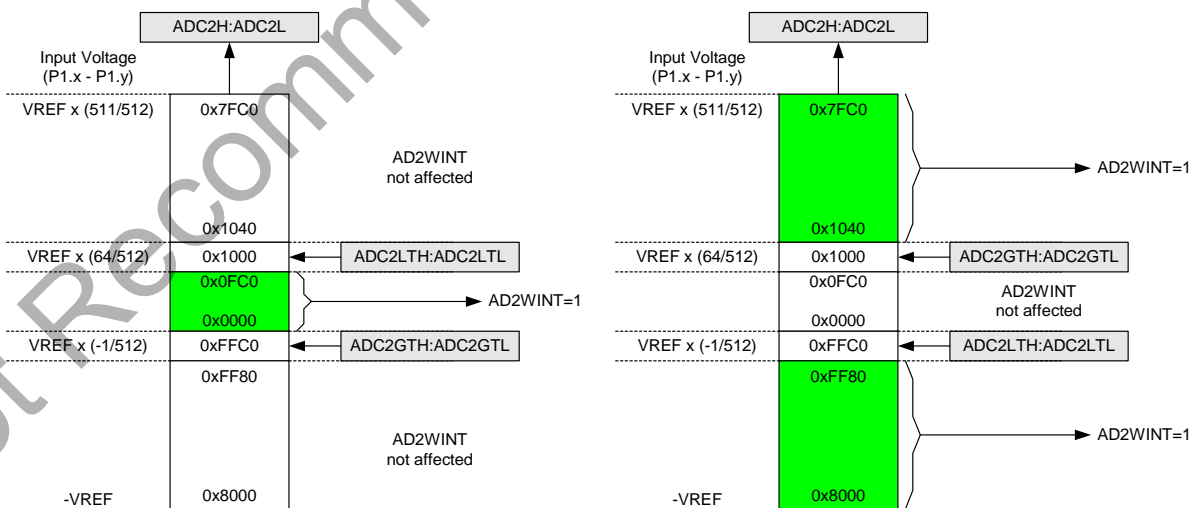 ADC2H:ADC2L
Input Voltage
(P1.x - P1.y)
VREF x (511/512)
0x7FC0
AD2WINT
not affected
0x1040
VREF x (64/512)
0x1000
ADC2LTH:ADC2LTL
0x0FC0
AD2WINT=1
0x0000
VREF x (-1/512)
0xFFC0
ADC2GTH:ADC2GTL
0xFF80
AD2WINT
not affected
-VREF
0x8000
ADC2H:ADC2L
Input Voltage
(P1.x - P1.y)
VREF x (511/512)
0x7FC0
AD2WINT=1
0x1040
VREF x (64/512)
0x1000
ADC2GTH:ADC2GTL
0x0FC0
AD2WINT
not affected
0x0000
VREF x (-1/512)
0xFFC0
ADC2LTH:ADC2LTL
0xFF80
AD2WINT=1
-VREF
0x8000
Recomm